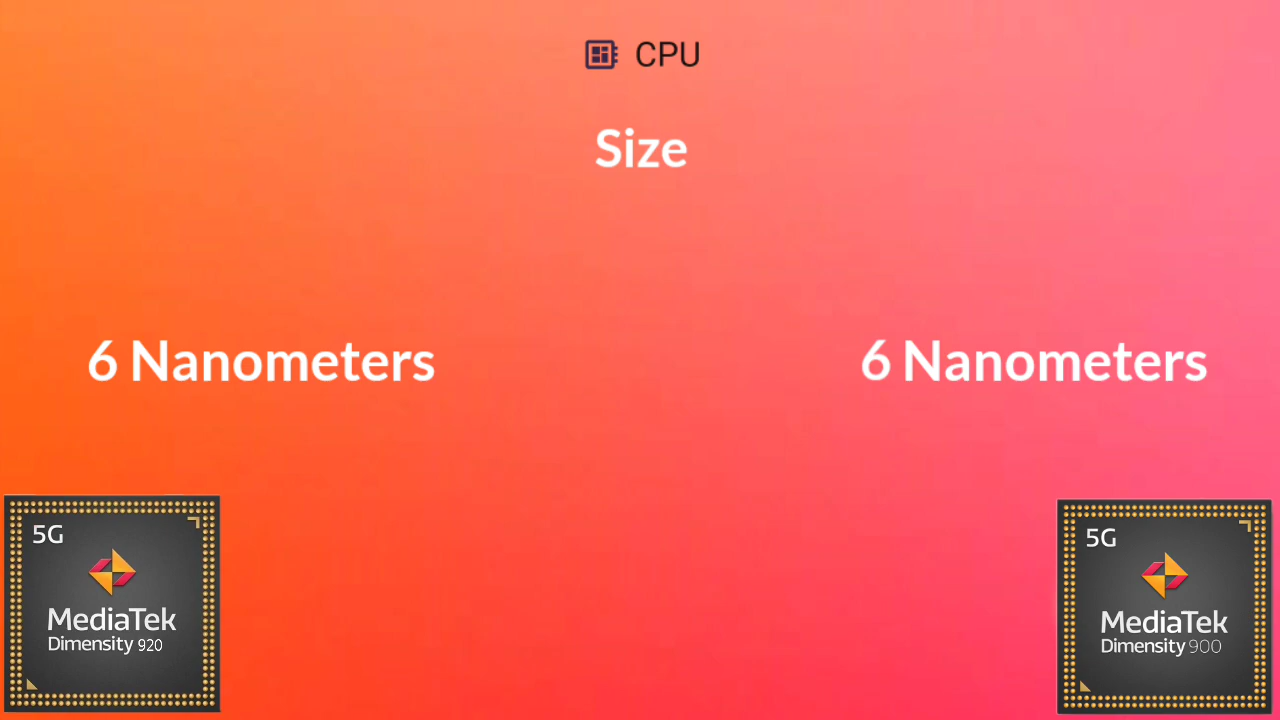 CPU
Size
6 Nanometers
6 Nanometers
5G
MediaTek
Dimensity 920
5G
MediaTek
Dimensity 900